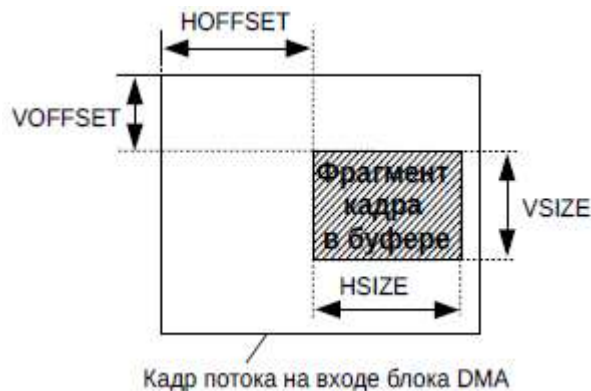 HOFFSET
VOFFSET
Фрагмент
кадра
в буфере
VSIZE
HSIZE
Кадр потока на входе блока DMA